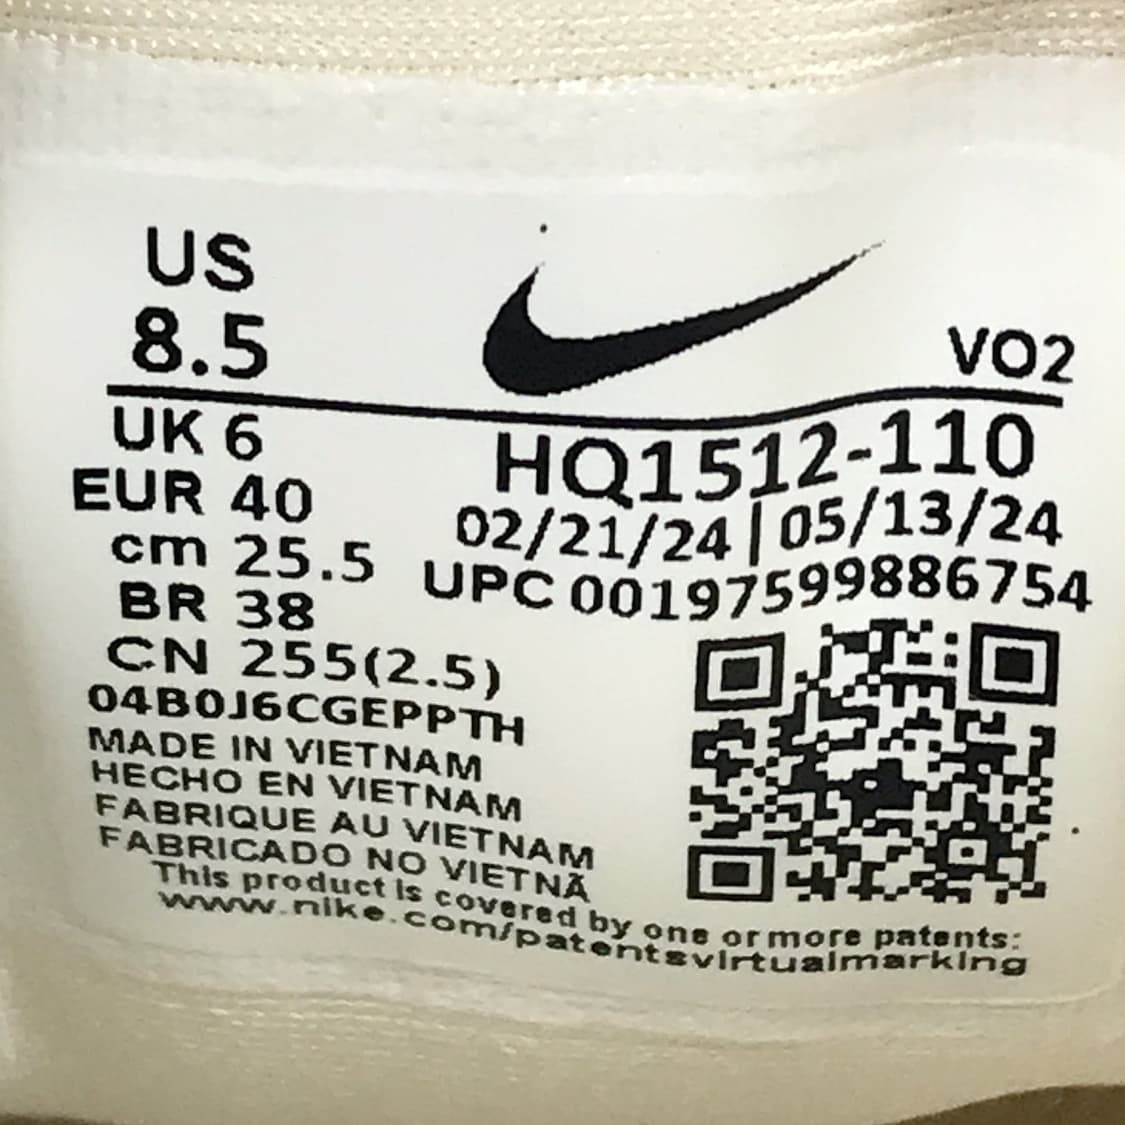 US
8.5
VO2
UK 6
EUR 40
cm 25.5
BR 38
CN 255(2.5)
HQ1512-110
02/21/24 | 05/13/24
UPC 00197599886754
04B0J6CGEPPTH
MADE IN VIETNAM
HECHO EN VIETNAM
FABRIQUE AU VIETNAM
FABRICADO NO VIETNÃ
This product is covered by one or more patents:
www.nike.com/patentsvirtualmarking